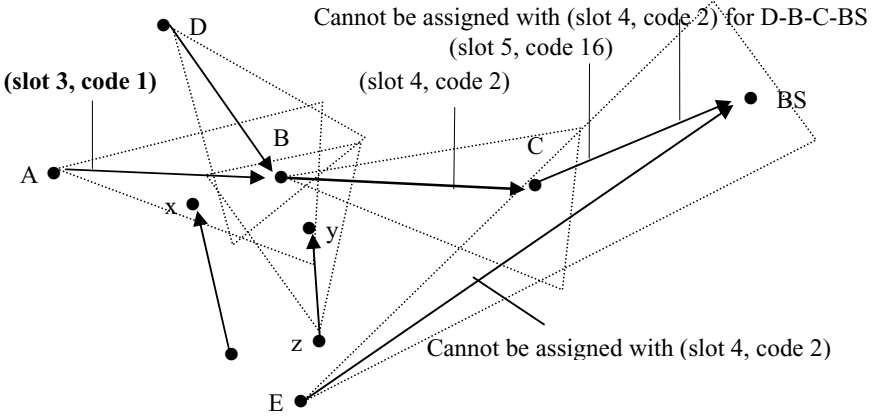 Cannot be assigned with (slot 4, code 2) for D-B-C-BS
D
(slot 5, code 16)
(slot 3, code 1)
(slot 4, code 2)
BS
B
C
A
x
y
z
Cannot be assigned with (slot 4, code 2)
E